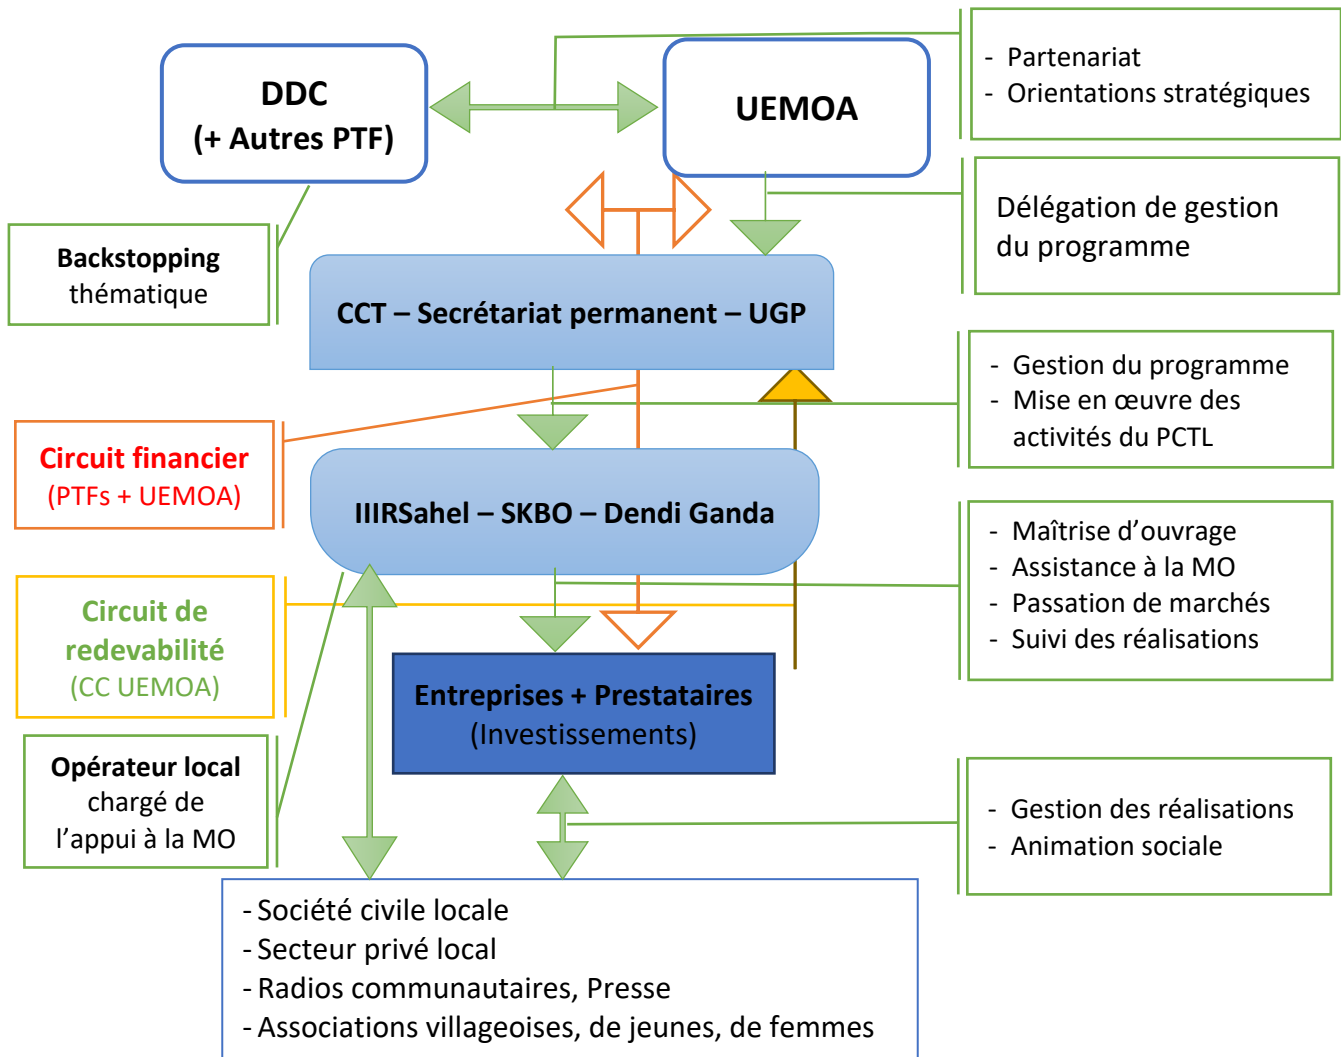 DDC
(+ Autres PTF)
UEMOA
- Partenariat
- Orientations stratégiques
Délégation de gestion
du programme
Backstopping
thématique
CCT – Secrétariat permanent – UGP
- Gestion du programme
- Mise en œuvre des
activités du PCTL
Circuit financier
(PTFs + UEMOA)
IIIRSahel – SKBO – Dendi Ganda
- Maîtrise d’ouvrage
- Assistance à la MO
- Passation de marchés
- Suivi des réalisations
Circuit de
redevabilité
(CC UEMOA)
Entreprises + Prestataires
(Investissements)
Opérateur local
chargé de
l’appui à la MO
- Gestion des réalisations
- Animation sociale
- Société civile locale
- Secteur privé local
- Radios communautaires, Presse
- Associations villageoises, de jeunes, de femmes